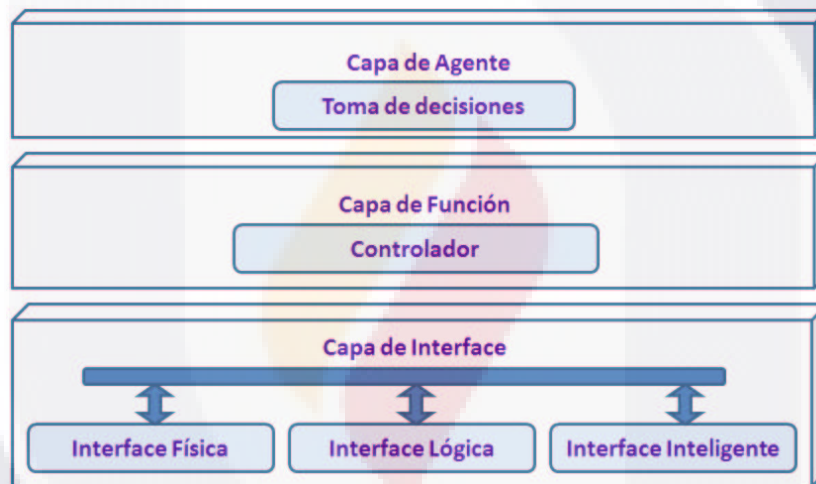 Capa de Agente
Toma de decisiones
Capa de Función
Controlador
Capa de Interface
Interface Física
Interface Lógica
Interface Inteligente